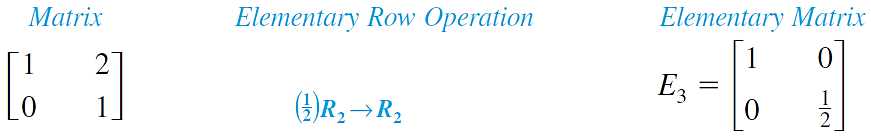 Matrix Elementary Row Operation Elementary Matrix
[1 2] E₃ = [1 0]
[0 1] (½)R₂→R₂ [0 ½]